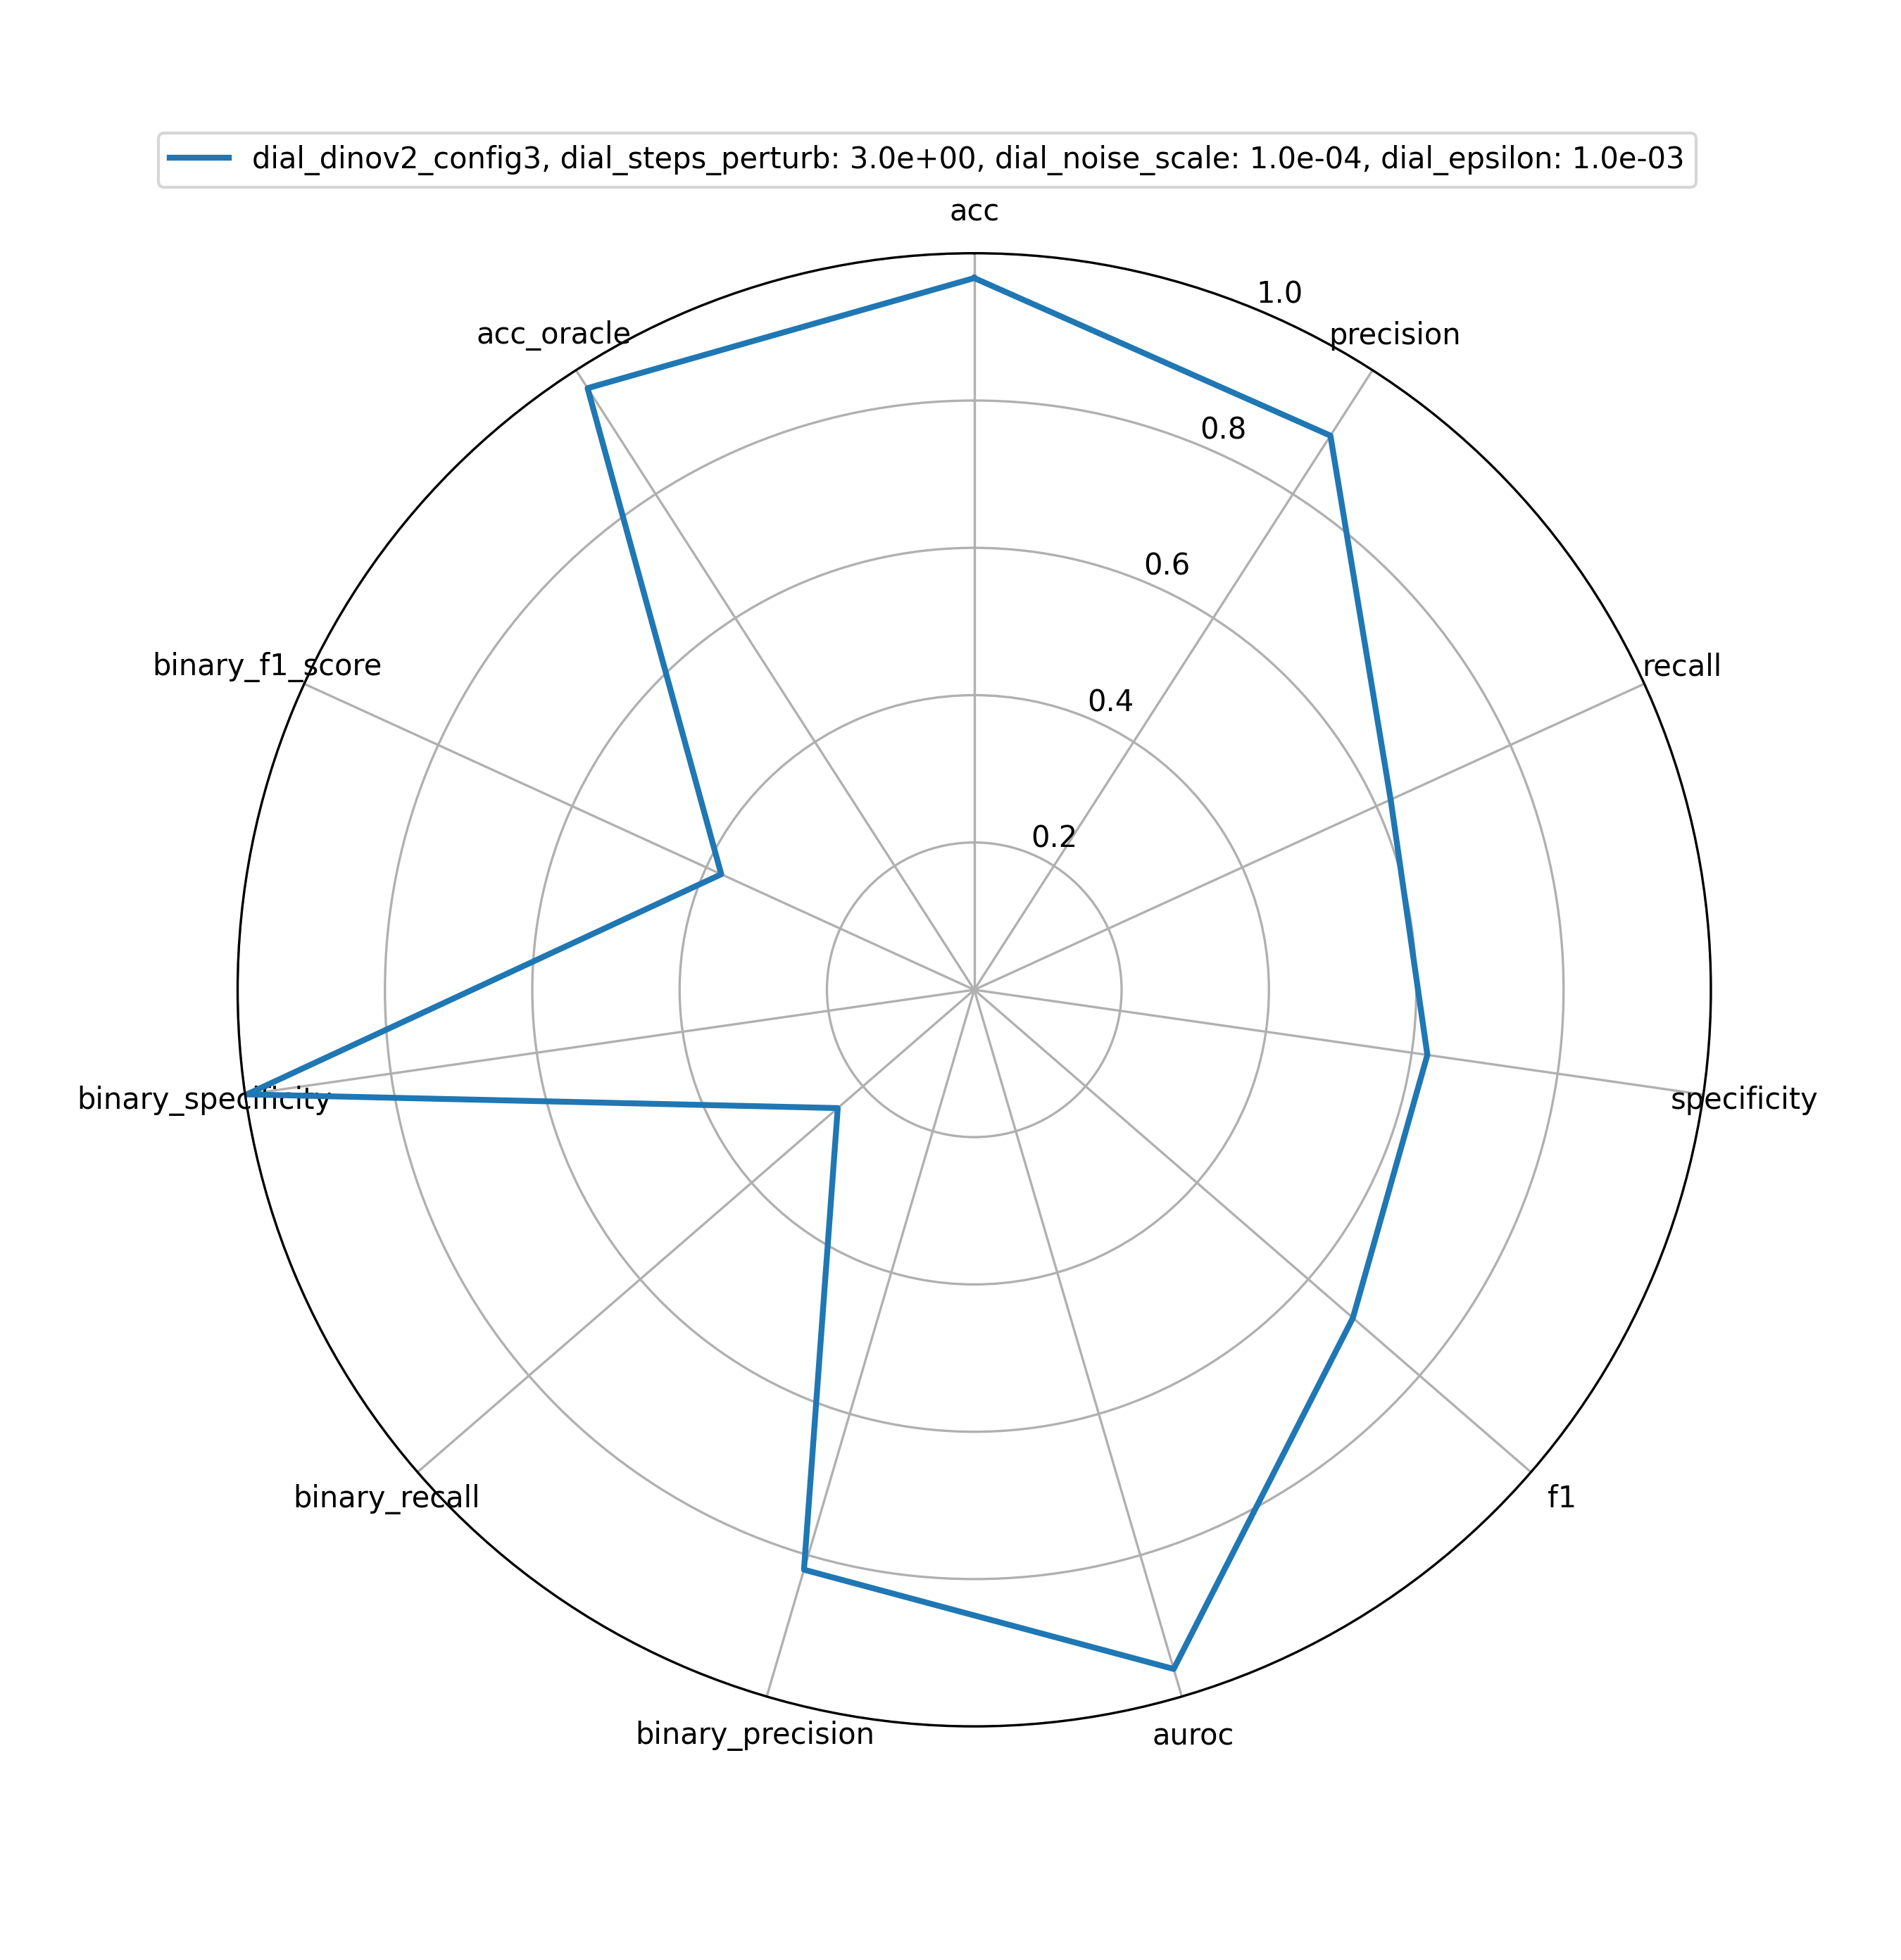 dial_dinov2_config3, dial_steps_perturb: 3.0e+00, dial_noise_scale: 1.0e-04, dial_epsilon: 1.0e-03
acc
1.0
acc_oracle
precision
0.8
0.6
binary_f1_score
recall
0.4
0.2
binary_specificity
specificity
binary_recall
f1
binary_precision
auroc